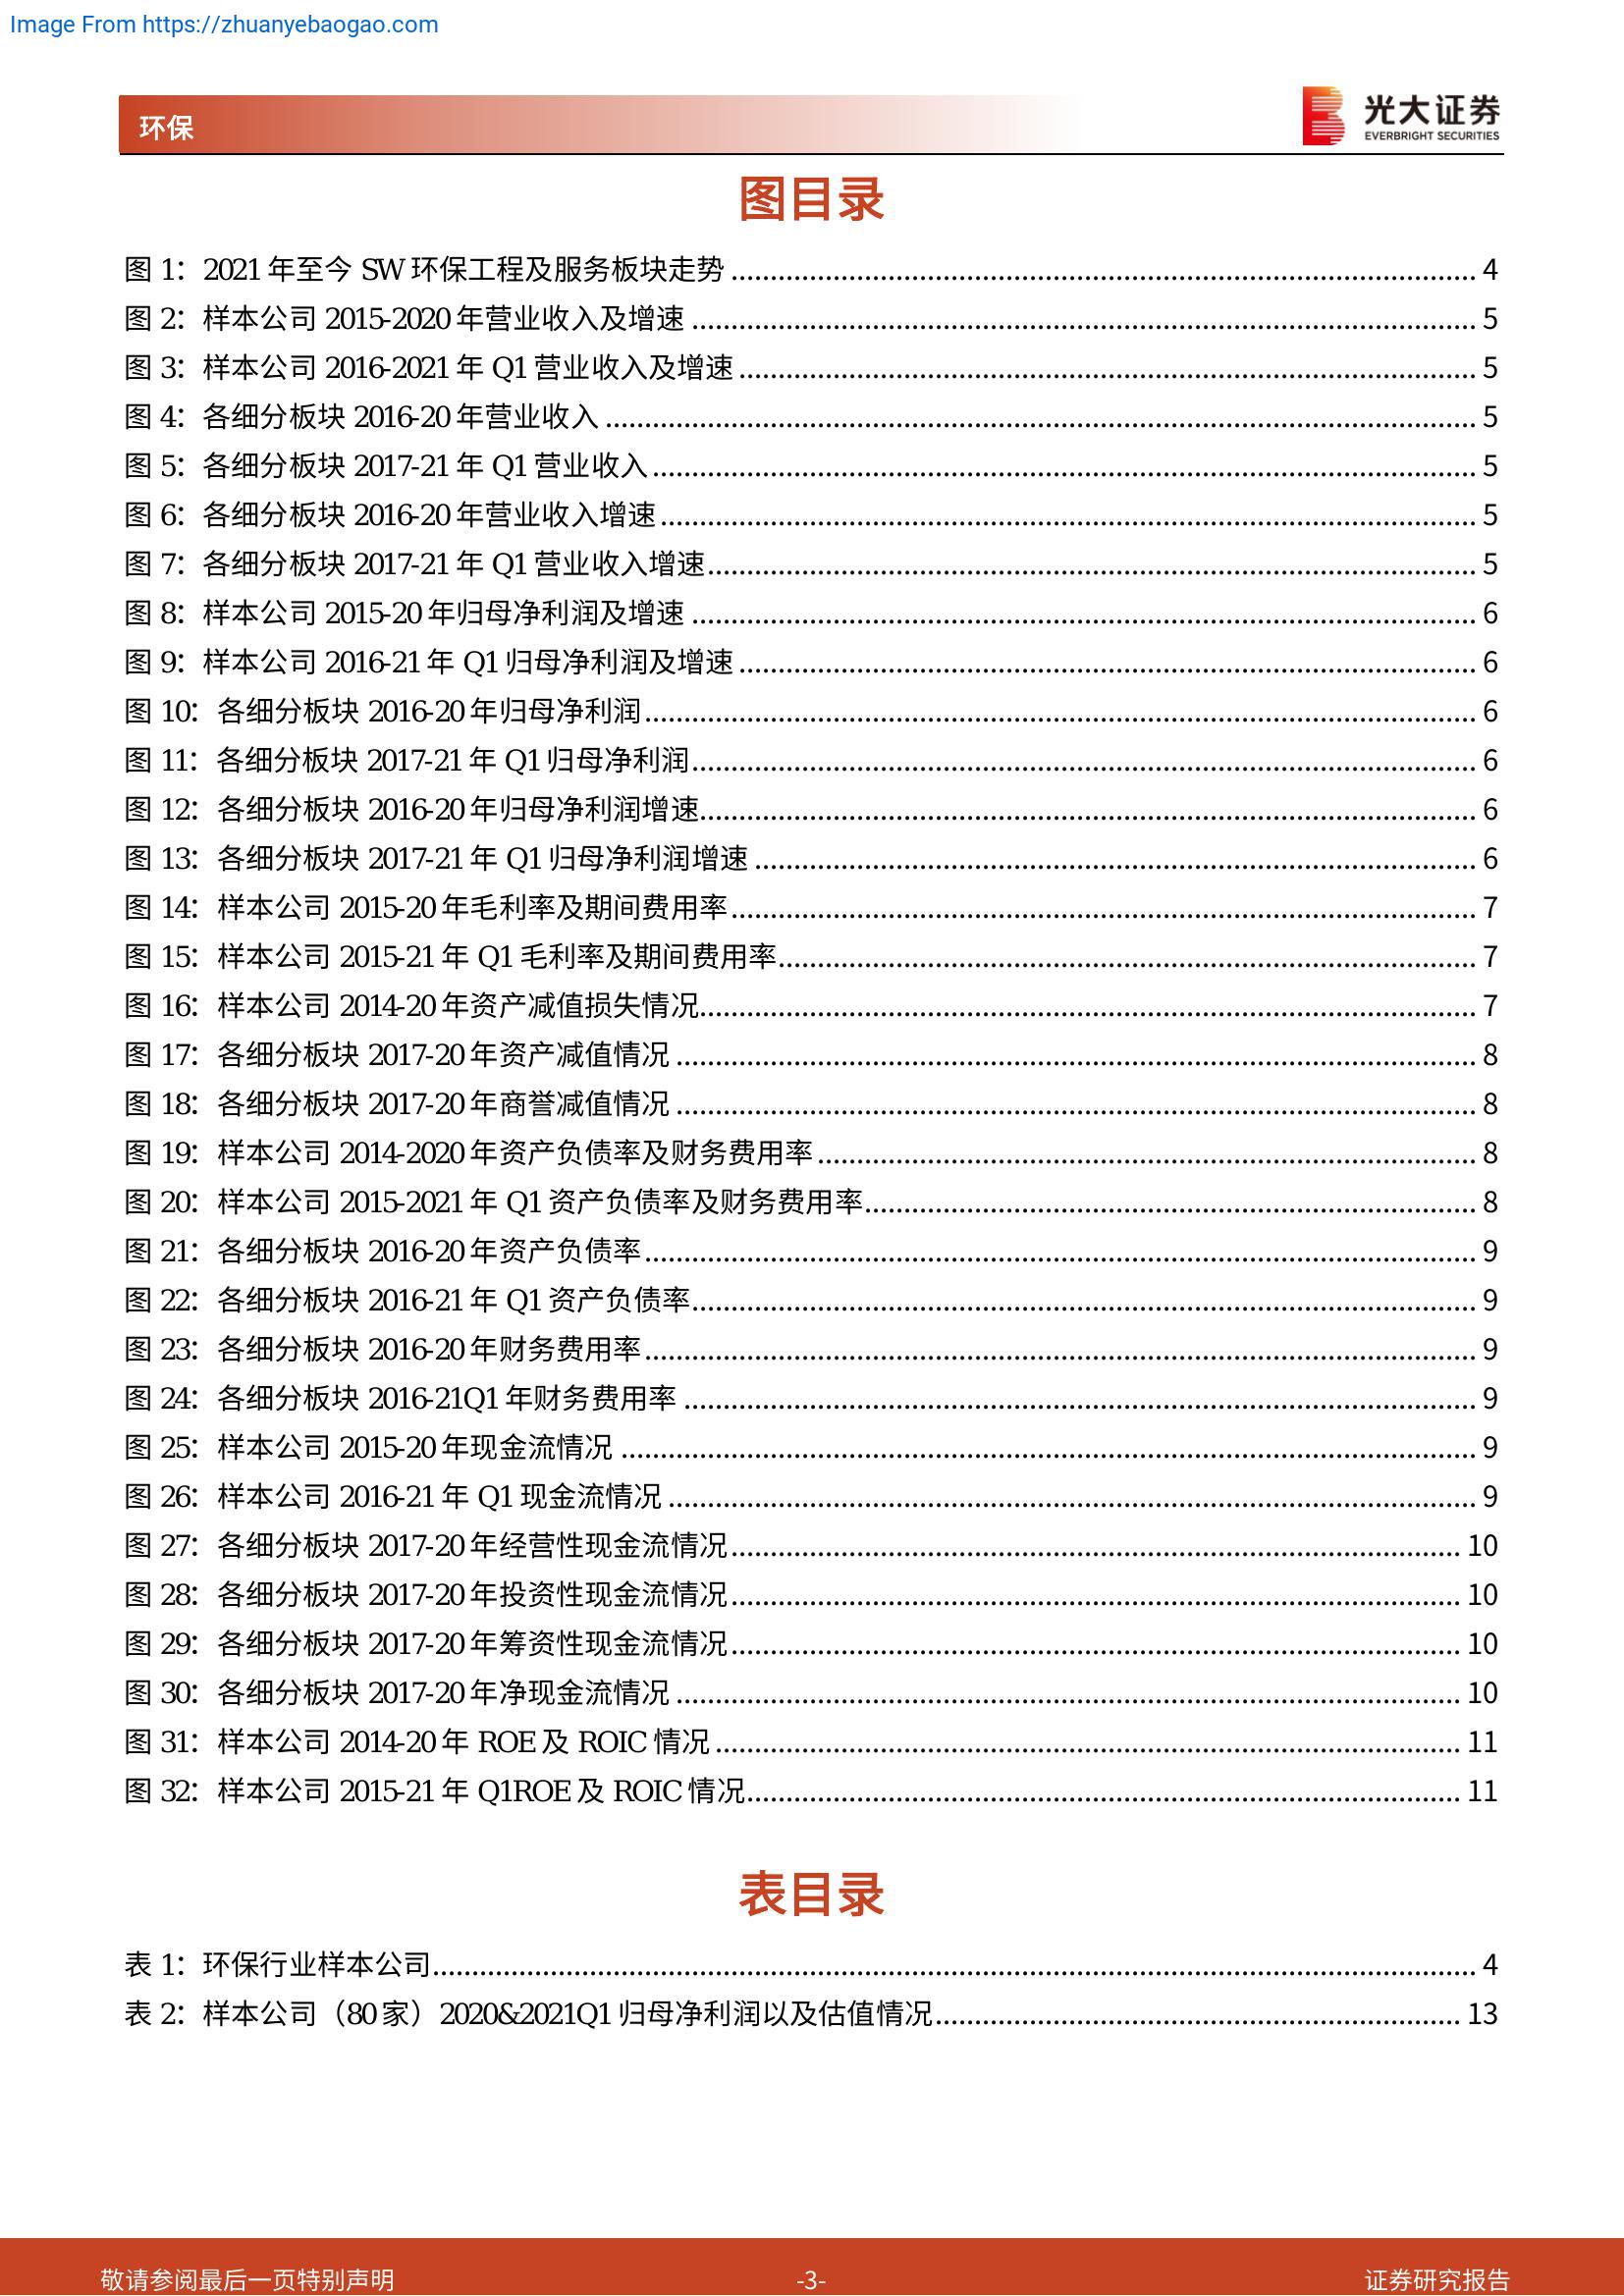 Image From https://zhuanyebaogao.com
环保
光大证券
EVERBRIGHT SECURITIES
图目录
图 1：2021 年至今 SW 环保工程及服务板块走势 4
图 2：样本公司 2015-2020 年营业收入及增速 5
图 3：样本公司 2016-2021 年 Q1 营业收入及增速 5
图 4：各细分板块 2016-20 年营业收入 5
图 5：各细分板块 2017-21 年 Q1 营业收入 5
图 6：各细分板块 2016-20 年营业收入增速 5
图 7：各细分板块 2017-21 年 Q1 营业收入增速 5
图 8：样本公司 2015-20 年归母净利润及增速 6
图 9：样本公司 2016-21 年 Q1 归母净利润及增速 6
图 10：各细分板块 2016-20 年归母净利润 6
图 11：各细分板块 2017-21 年 Q1 归母净利润 6
图 12：各细分板块 2016-20 年归母净利润增速 6
图 13：各细分板块 2017-21 年 Q1 归母净利润增速 6
图 14：样本公司 2015-20 年毛利率及期间费用率 7
图 15：样本公司 2015-21 年 Q1 毛利率及期间费用率 7
图 16：样本公司 2014-20 年资产减值损失情况 7
图 17：各细分板块 2017-20 年资产减值情况 8
图 18：各细分板块 2017-20 年商誉减值情况 8
图 19：样本公司 2014-2020 年资产负债率及财务费用率 8
图 20：样本公司 2015-2021 年 Q1 资产负债率及财务费用率 8
图 21：各细分板块 2016-20 年资产负债率 9
图 22：各细分板块 2016-21 年 Q1 资产负债率 9
图 23：各细分板块 2016-20 年财务费用率 9
图 24：各细分板块 2016-21Q1 年财务费用率 9
图 25：样本公司 2015-20 年现金流情况 9
图 26：样本公司 2016-21 年 Q1 现金流情况 9
图 27：各细分板块 2017-20 年经营性现金流情况 10
图 28：各细分板块 2017-20 年投资性现金流情况 10
图 29：各细分板块 2017-20 年筹资性现金流情况 10
图 30：各细分板块 2017-20 年净现金流情况 10
图 31：样本公司 2014-20 年 ROE 及 ROIC 情况 11
图 32：样本公司 2015-21 年 Q1ROE 及 ROIC 情况 11
表目录
表 1：环保行业样本公司 4
表 2：样本公司（80 家）2020&2021Q1 归母净利润以及估值情况 13
敬请参阅最后一页特别声明 -3- 证券研究报告